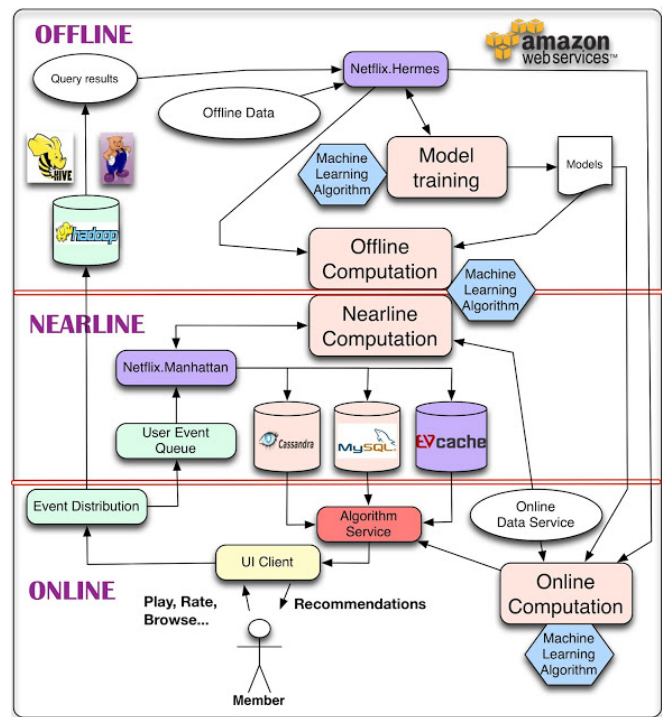 OFFLINE
amazon
web services™
Query results
Netflix.Hermes
Offline Data
HIVE
Machine
Learning
Algorithm
Model
training
Models
hadoop
Offline
Computation
Machine
Learning
Algorithm
NEARLINE
Nearline
Computation
Netflix.Manhattan
User Event
Queue
Cassandra
MySQL
EVcache
Event Distribution
Algorithm
Service
Online
Data Service
UI Client
ONLINE
Play, Rate,
Browse...
Recommendations
Online
Computation
Machine
Learning
Algorithm
Member